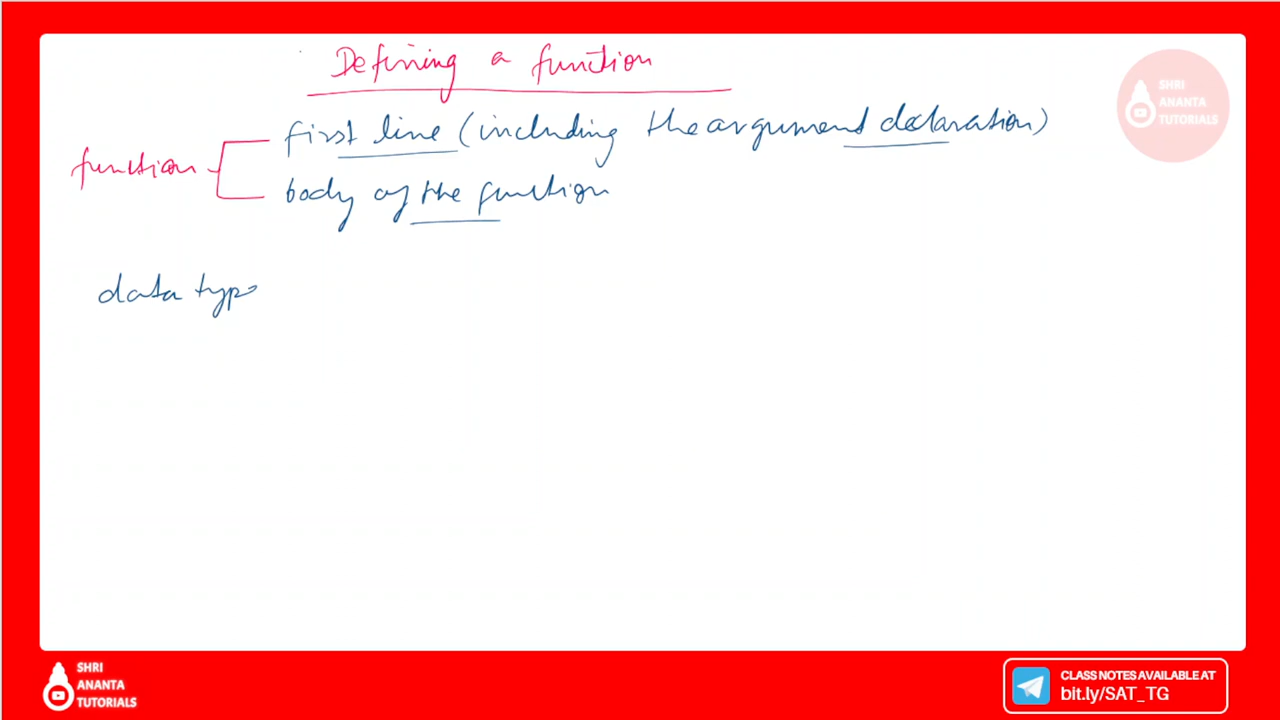 Defining a function
first line (including the argument declaration)
function
body of the function
data type
SHRI
ANANTA
TUTORIALS
SHRI
ANANTA
TUTORIALS
CLASS NOTES AVAILABLE AT
bit.ly/SAT_TG